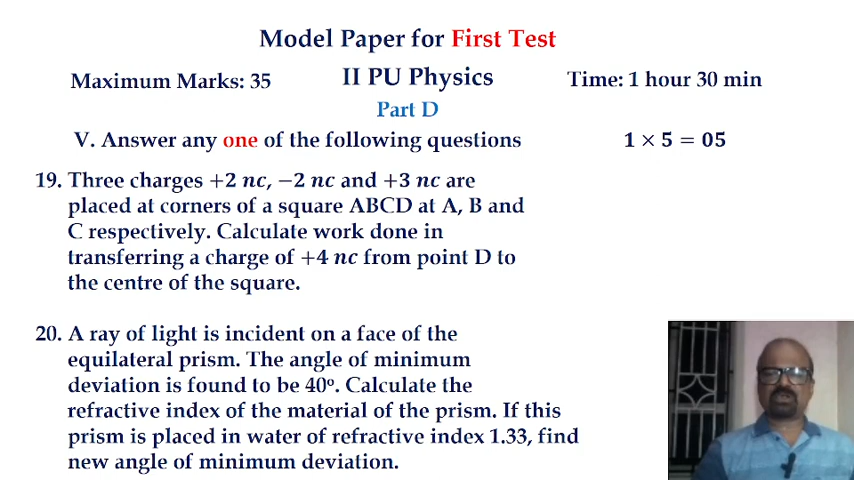 Model Paper for First Test
Maximum Marks: 35 II PU Physics Time: 1 hour 30 min
Part D
V. Answer any one of the following questions 1 × 5 = 05
19. Three charges +2 nc, −2 nc and +3 nc are
placed at corners of a square ABCD at A, B and
C respectively. Calculate work done in
transferring a charge of +4 nc from point D to
the centre of the square.
20. A ray of light is incident on a face of the
equilateral prism. The angle of minimum
deviation is found to be 40º. Calculate the
refractive index of the material of the prism. If this
prism is placed in water of refractive index 1.33, find
new angle of minimum deviation.